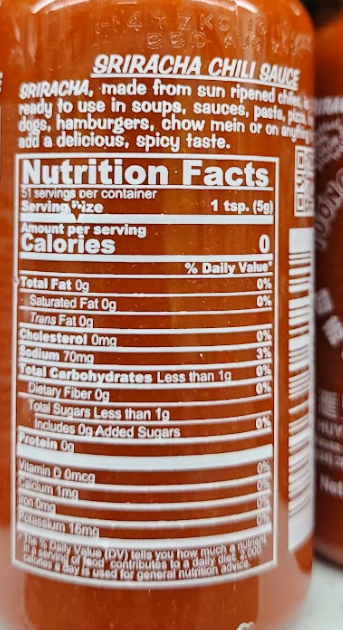 SRIRACHA CHILI SAUCE
SRIRACHA, made from sun ripened
ready to use in soups, sauces, pasta, pizza,
dogs, hamburgers, chow mein or on
add a delicious, spicy taste.
Nutrition Facts
51 servings per container
Serving Size 1 tsp. (5g)
Amount per serving
Calories 0
% Daily Value*
Total Fat 0g 0%
Saturated Fat 0g 0%
Trans Fat 0g
Cholesterol 0mg 0%
Sodium 70mg 3%
Total Carbohydrates Less than 1g 0%
Dietary Fiber 0g 0%
Total Sugars Less than 1g
Includes 0g Added Sugars 0%
Protein 0g
Vitamin D 0mcg 0%
Calcium 1mg 0%
Iron 0mg 0%
Potassium 16mg 0%
*The % Daily Value (DV) tells you how much a nutrient
in a serving of food contributes to a daily diet. 2,000
calories a day is used for general nutrition advice.